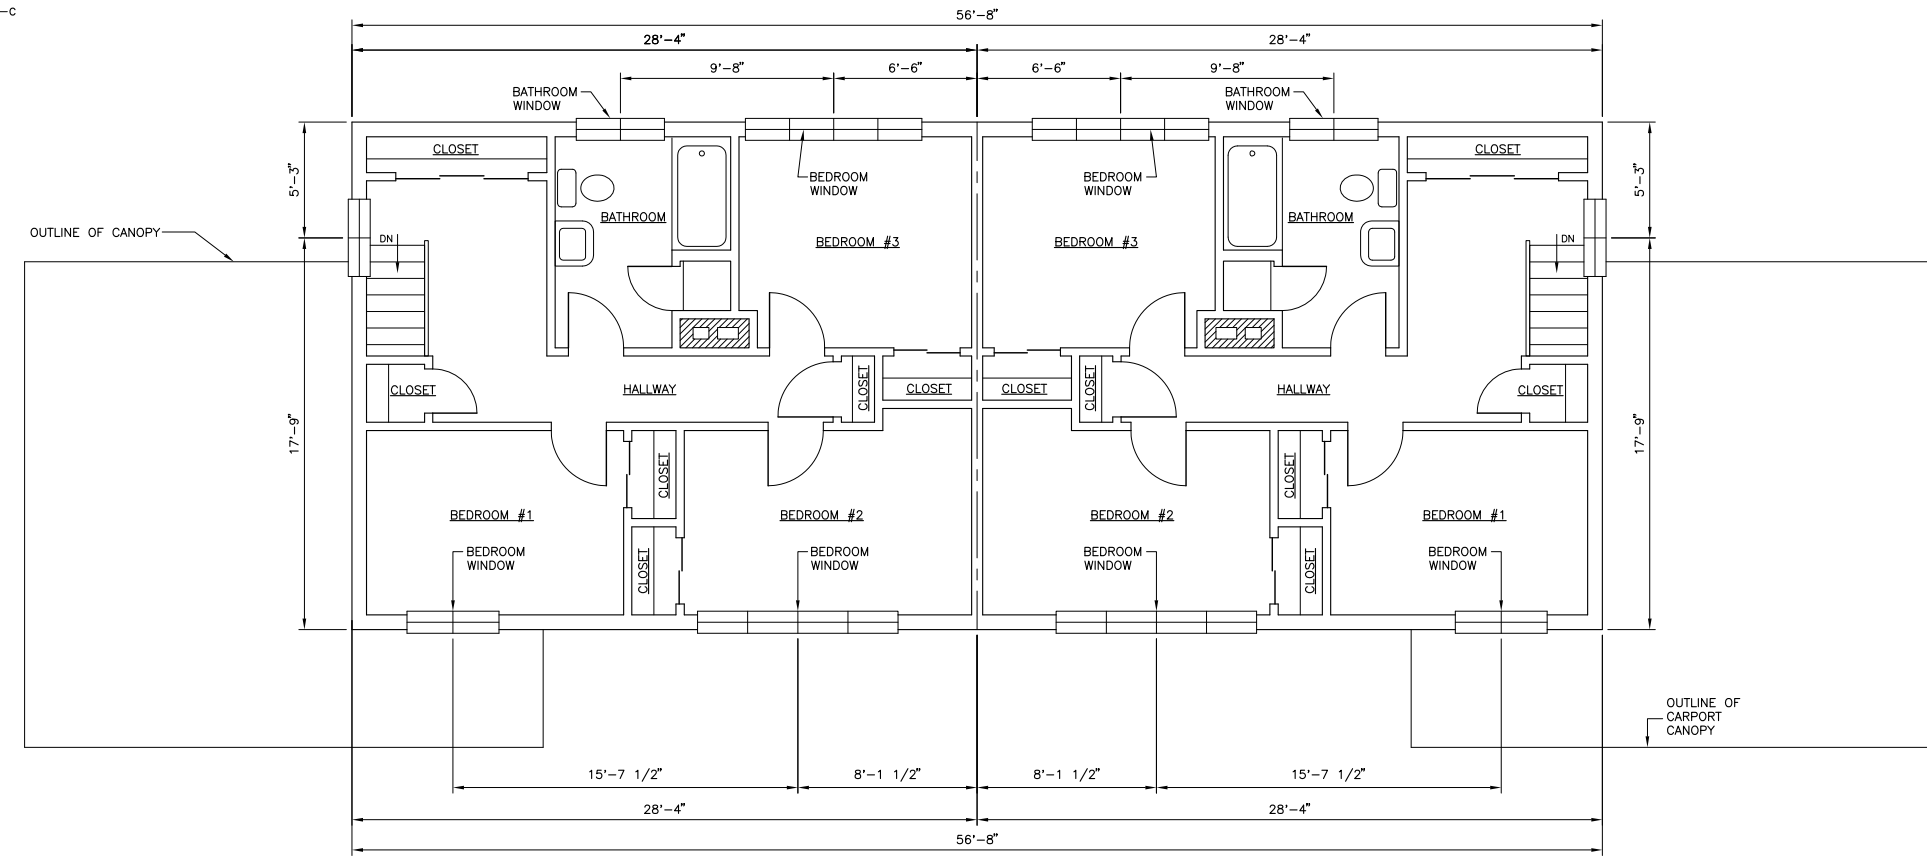 -C
56'-8"
28'-4"
28'-4"
9'-8"
6'-6"
6'-6"
9'-8"
BATHROOM
WINDOW
BATHROOM
WINDOW
CLOSET
CLOSET
5'-3"
5'-3"
BEDROOM
WINDOW
BEDROOM
WINDOW
BATHROOM
BATHROOM
OUTLINE OF CANOPY
DN
BEDROOM #3
BEDROOM #3
DN
CLOSET
HALLWAY
CLOSET
CLOSET
CLOSET
CLOSET
HALLWAY
CLOSET
17'-9"
17'-9"
CLOSET
CLOSET
BEDROOM #1
BEDROOM #2
BEDROOM #2
BEDROOM #1
BEDROOM
WINDOW
CLOSET
BEDROOM
WINDOW
BEDROOM
WINDOW
CLOSET
BEDROOM
WINDOW
OUTLINE OF
CARPORT
CANOPY
15'-7 1/2"
8'-1 1/2"
8'-1 1/2"
15'-7 1/2"
28'-4"
28'-4"
56'-8"